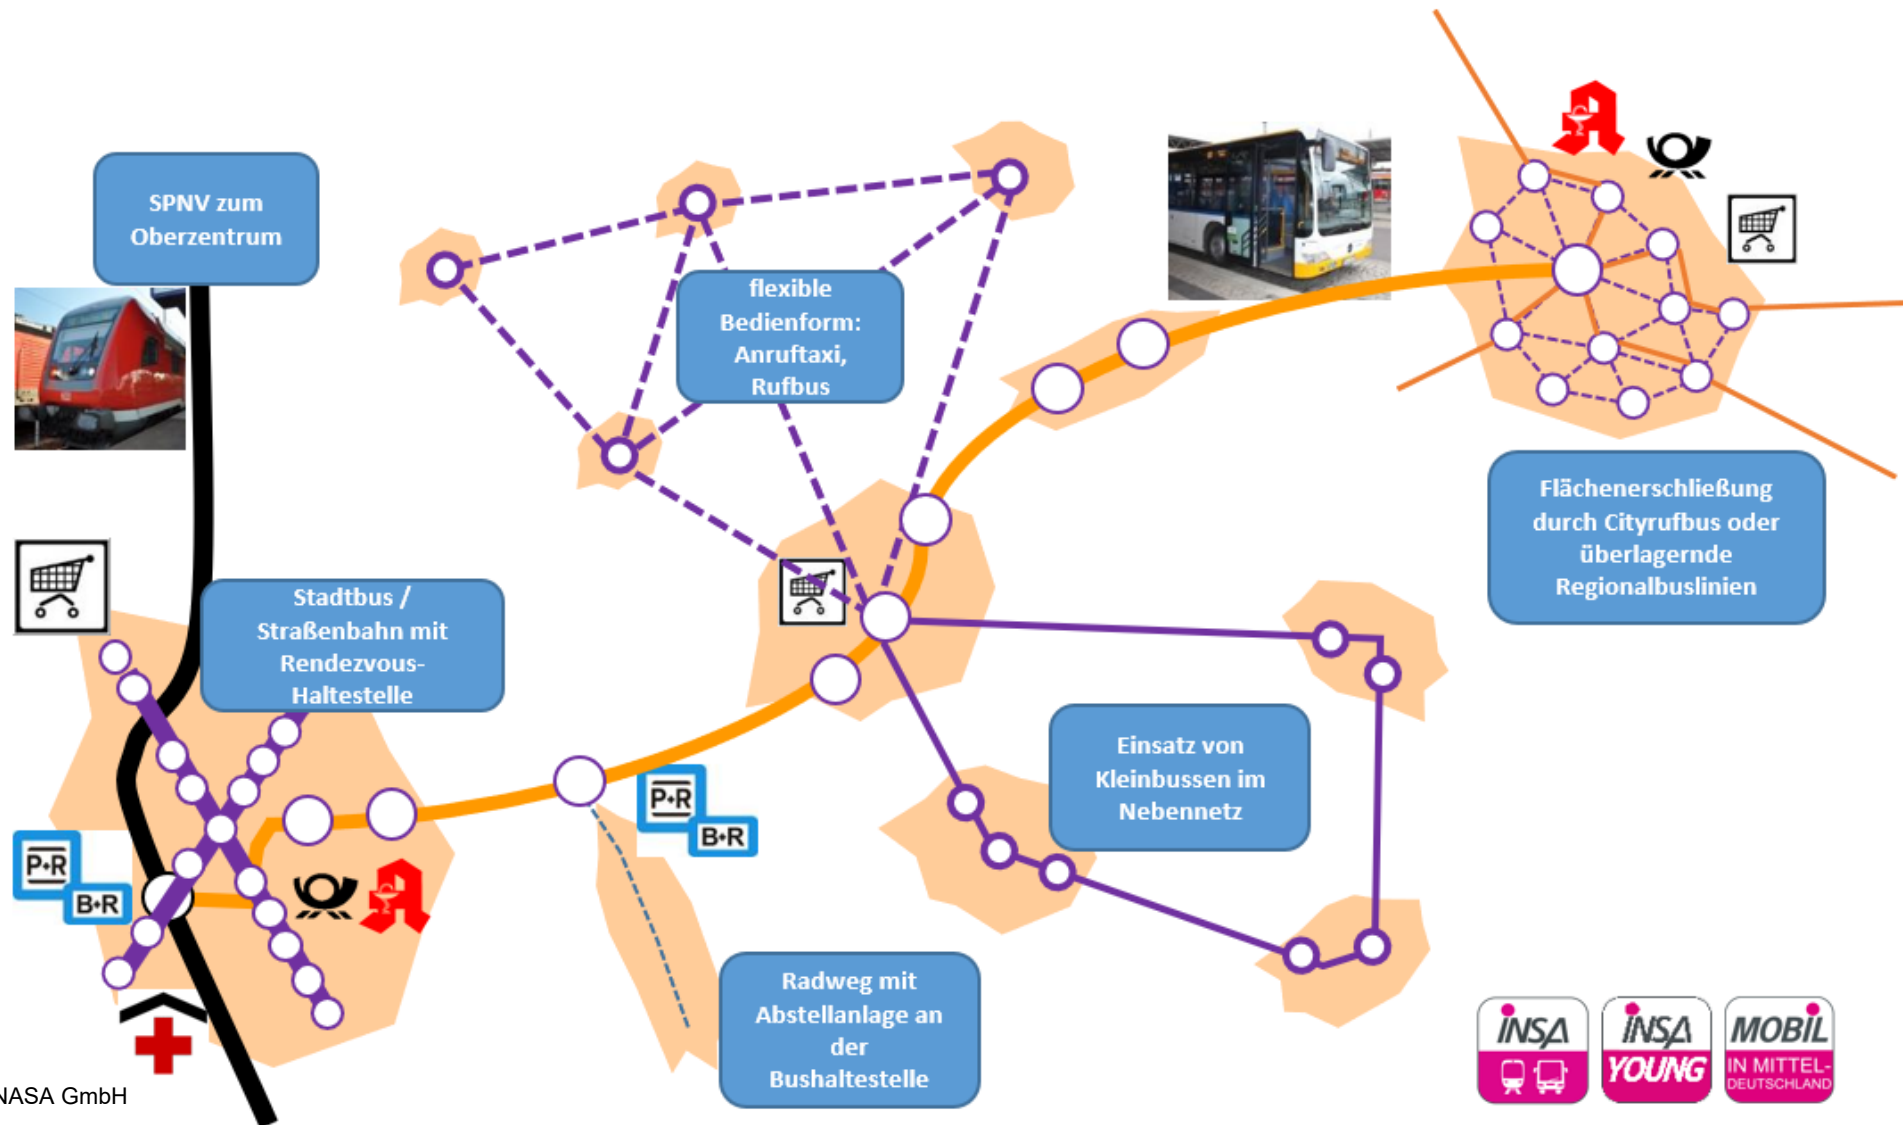 SPNV zum
Oberzentrum
flexible
Bedienform:
Anruftaxi,
Rufbus
Flächenerschließung
durch Cityrufbus oder
überlagernde
Regionalbuslinien
Stadtbus /
Straßenbahn mit
Rendezvous-
Haltestelle
Einsatz von
Kleinbussen im
Nebennetz
P+R
B+R
P+R
B+R
Radweg mit
Abstellanlage an
der
Bushaltestelle
INSA
INSA
YOUNG
MOBIL
IN MITTEL-
DEUTSCHLAND
NASA GmbH